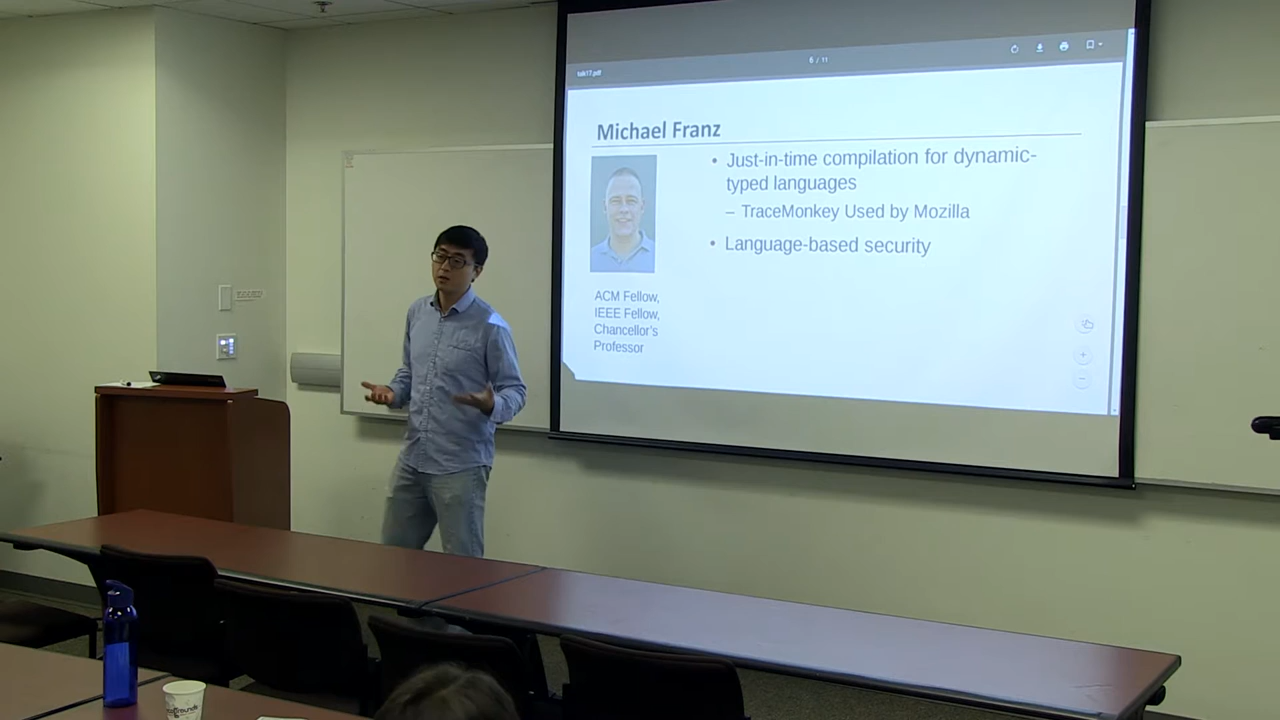 talk17.pdf
6 / 11
Michael Franz
• Just-in-time compilation for dynamic-
typed languages
– TraceMonkey Used by Mozilla
• Language-based security
ACM Fellow,
IEEE Fellow,
Chancellor's
Professor